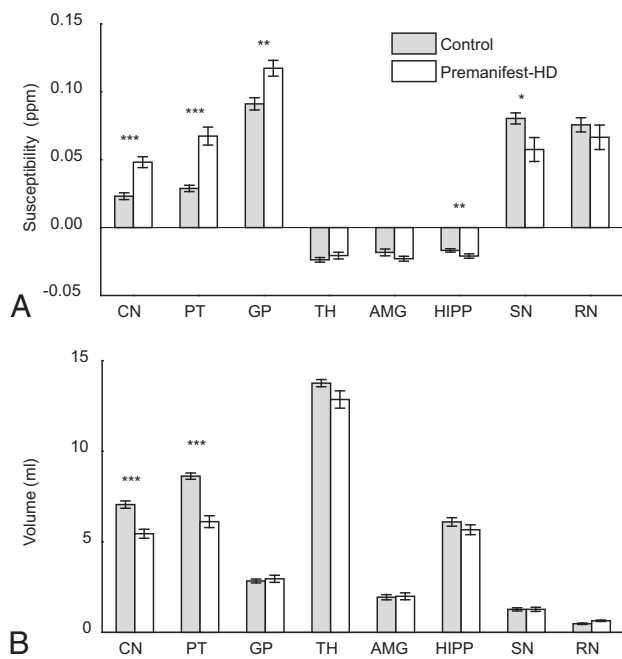 0.15
0.10
0.05
0.00
-0.05
Susceptibility (ppm)
Control
Premanifest-HD
*** *** ** ** *
CN PT GP TH AMG HIPP SN RN
A
15
10
5
0
Volume (ml)
*** ***
CN PT GP TH AMG HIPP SN RN
B